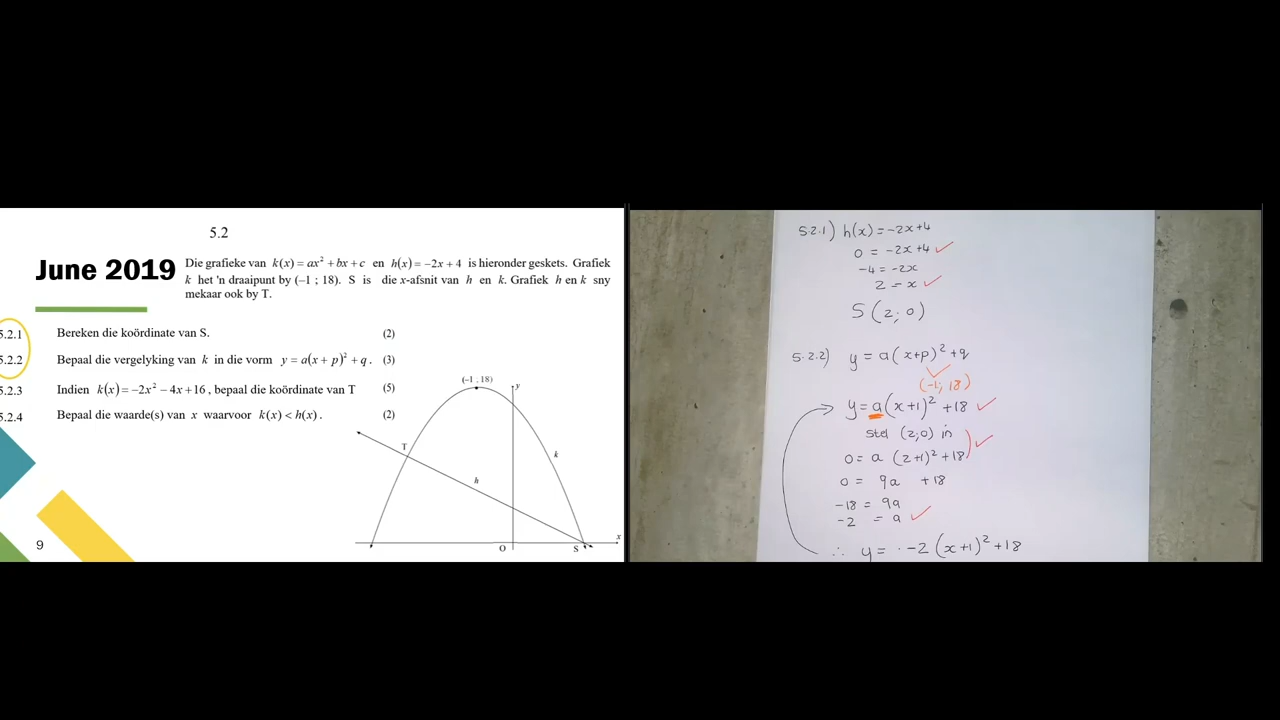 5.2
June 2019
Die grafieke van k(x) = ax² + bx + c en h(x) = −2x + 4 is hieronder geskets. Grafiek
k het 'n draaipunt by (−1 ; 18). S is die x-afsnit van h en k. Grafiek h en k sny
mekaar ook by T.
5.2.1 Bereken die koördinate van S. (2)
5.2.2 Bepaal die vergelyking van k in die vorm y = a(x + p)² + q. (3)
5.2.3 Indien k(x) = −2x² − 4x + 16, bepaal die koördinate van T (5)
5.2.4 Bepaal die waarde(s) van x waarvoor k(x) < h(x). (2)
(−1 ; 18)
y
T
k
h
x
O
S
9
5.2.1) h(x) = -2x+4
0 = -2x+4 ✓
-4 = -2x
2 = x ✓
S (2; 0)
5.2.2) y = a(x+p)² + q
(-1; 18)
y = a(x+1)² + 18 ✓
stel (2;0) in
0 = a (2+1)² + 18) ✓
0 = 9a + 18
-18 = 9a
-2 = a ✓
∴ y = -2(x+1)² + 18